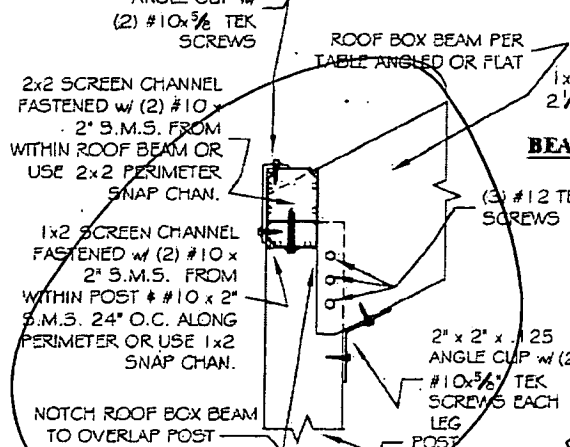 ANGLE CLIP w/
(2) #10x5/8 TEK
SCREWS
ROOF BOX BEAM PER
TABLE ANGLED OR FLAT
2x2 SCREEN CHANNEL
FASTENED w/ (2) #10 x
2" S.M.S. FROM
WITHIN ROOF BEAM OR
USE 2x2 PERIMETER
SNAP CHAN.
1x2 SCREEN CHANNEL
FASTENED w/ (2) #10 x
2" S.M.S. FROM
WITHIN POST & #10 x 2"
S.M.S. 24" O.C. ALONG
PERIMETER OR USE 1x2
SNAP CHAN.
NOTCH ROOF BOX BEAM
TO OVERLAP POST
1x
2
BEA
(3) #12 TE
SCREWS
2" x 2" x .125
ANGLE CLIP w/ (2
#10x5/8" TEK
SCREWS EACH
LEG
POST